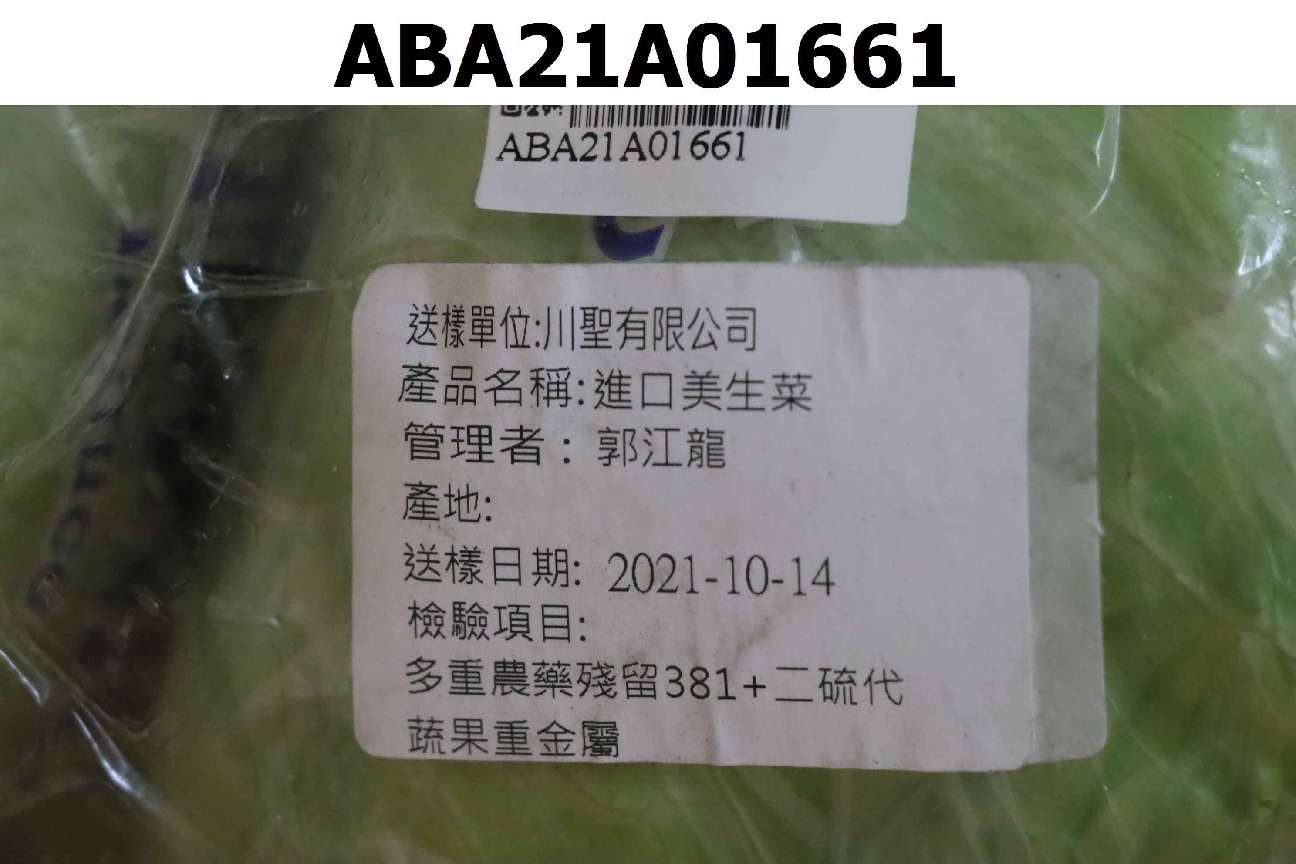 ABA21A01661
ABA21A01661
送樣單位:川聖有限公司
產品名稱:進口美生菜
管理者: 郭江龍
產地:
送樣日期: 2021-10-14
檢驗項目:
多重農藥殘留381+二硫代
蔬果重金屬